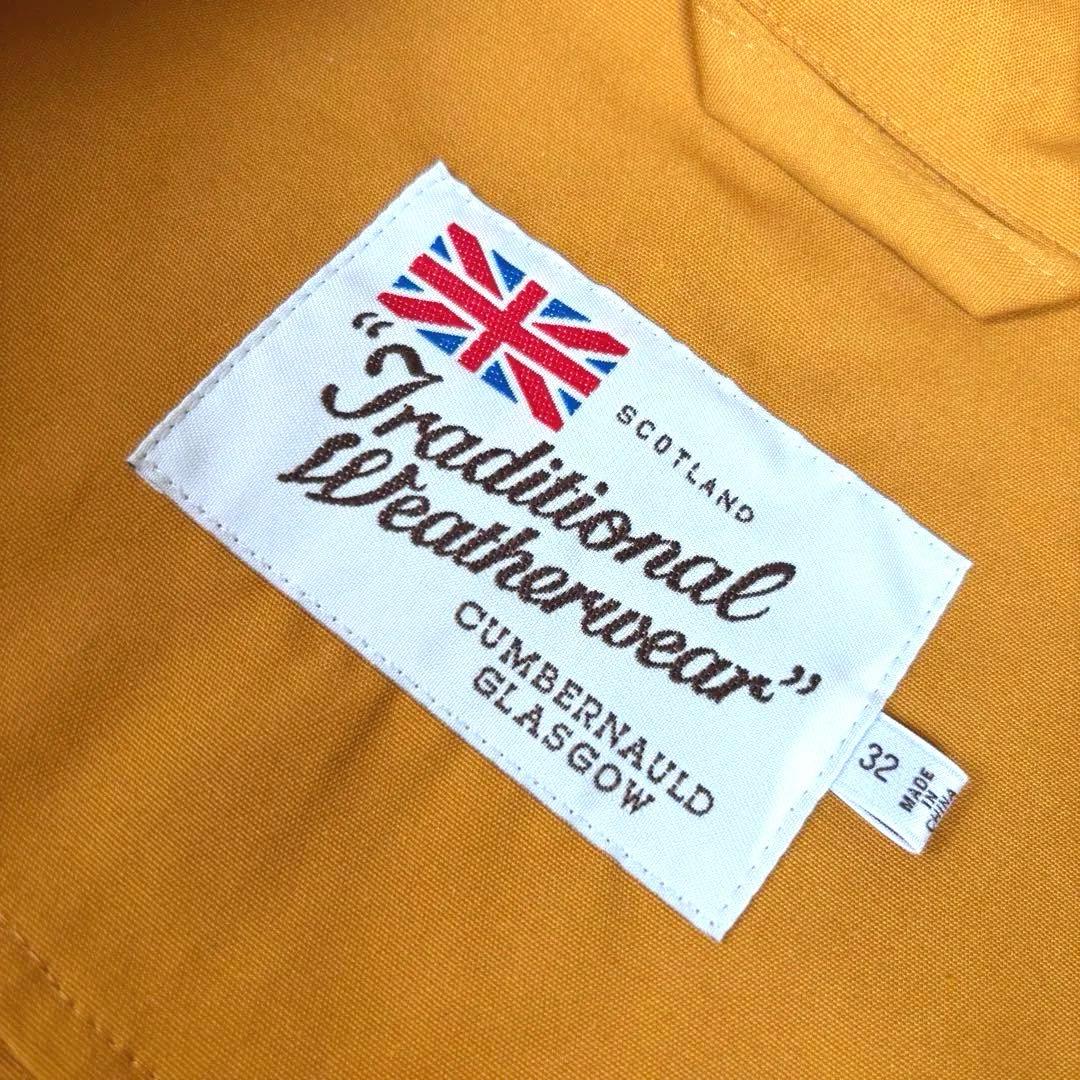 SCOTLAND
“Traditional
Weatherwear”
CUMBERNAULD
GLASGOW
32
MADE
IN
CHINA